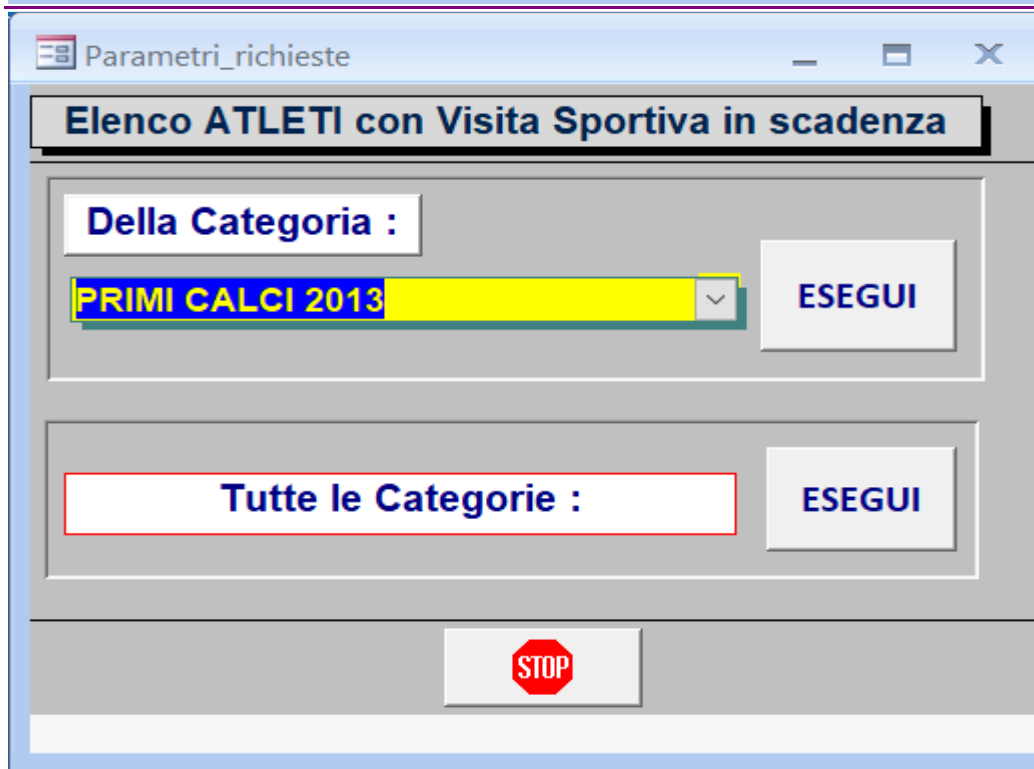 Parametri_richieste
Elenco ATLETI con Visita Sportiva in scadenza
Della Categoria :
PRIMI CALCI 2013
ESEGUI
Tutte le Categorie :
ESEGUI
STOP